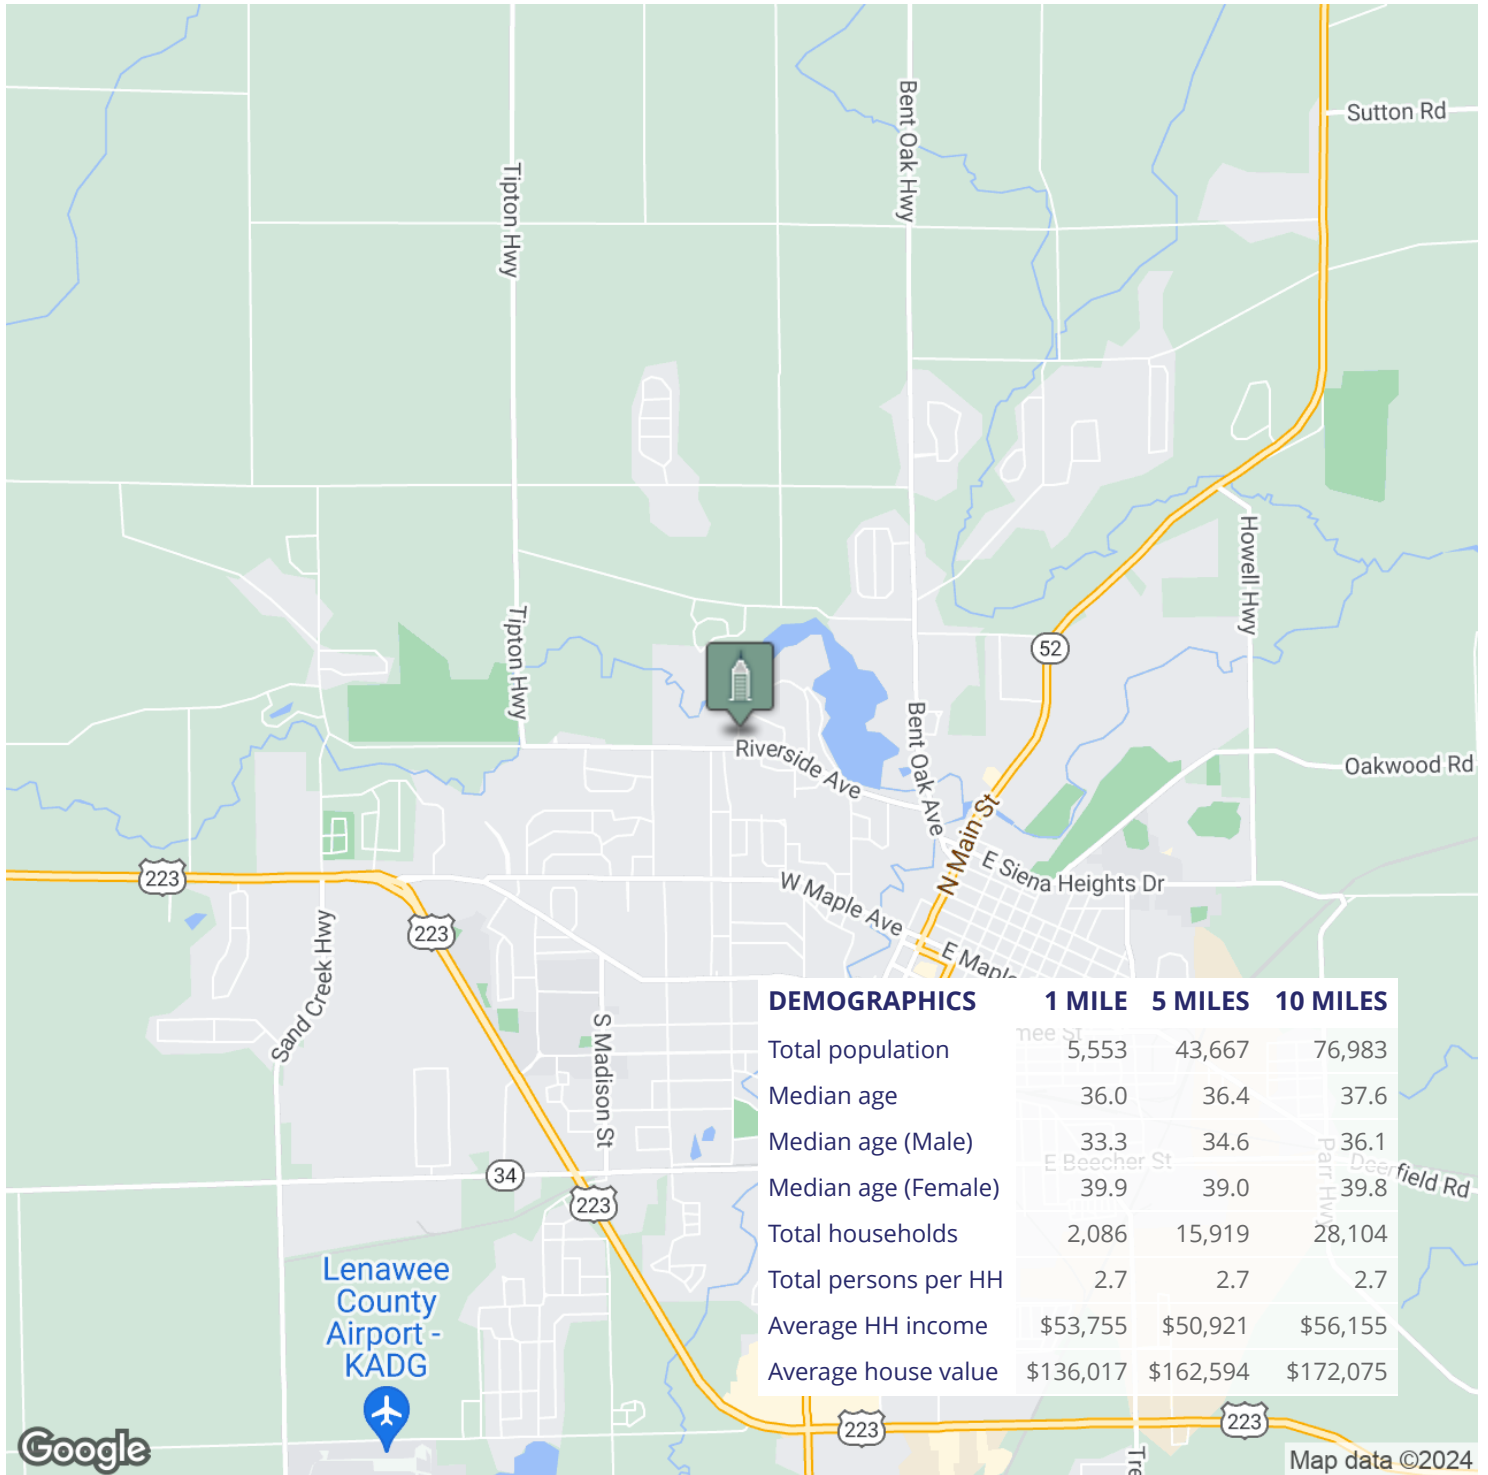 Sutton Rd
Bent Oak Hwy
Tipton Hwy
Howell Hwy
Tipton Hwy
52
Bent Oak Ave
Riverside Ave
Oakwood Rd
N Main St
E Siena Heights Dr
223
W Maple Ave
223
Sand Creek Hwy
E Maple
S Madison St
DEMOGRAPHICS 1 MILE 5 MILES 10 MILES
Total population 5,553 43,667 76,983
Median age 36.0 36.4 37.6
Median age (Male) 33.3 34.6 36.1
E Beecher St
Parr Hwy
Deerfield Rd
34
Median age (Female) 39.9 39.0 39.8
223
Total households 2,086 15,919 28,104
Total persons per HH 2.7 2.7 2.7
Average HH income $53,755 $50,921 $56,155
Average house value $136,017 $162,594 $172,075
Lenawee
County
Airport -
KADG
223
223
Google
Map data ©2024